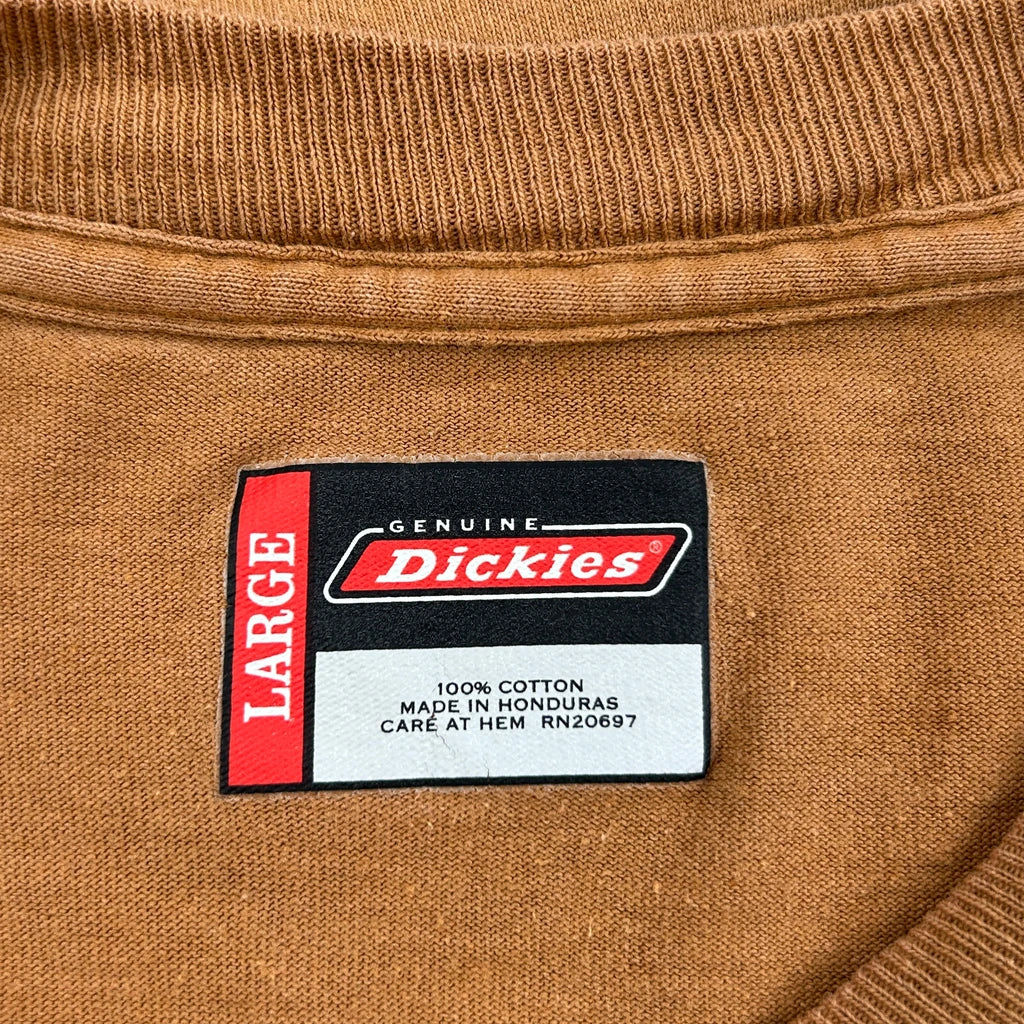 LARGE
GENUINE
Dickies®
100% COTTON
MADE IN HONDURAS
CARE AT HEM RN20697